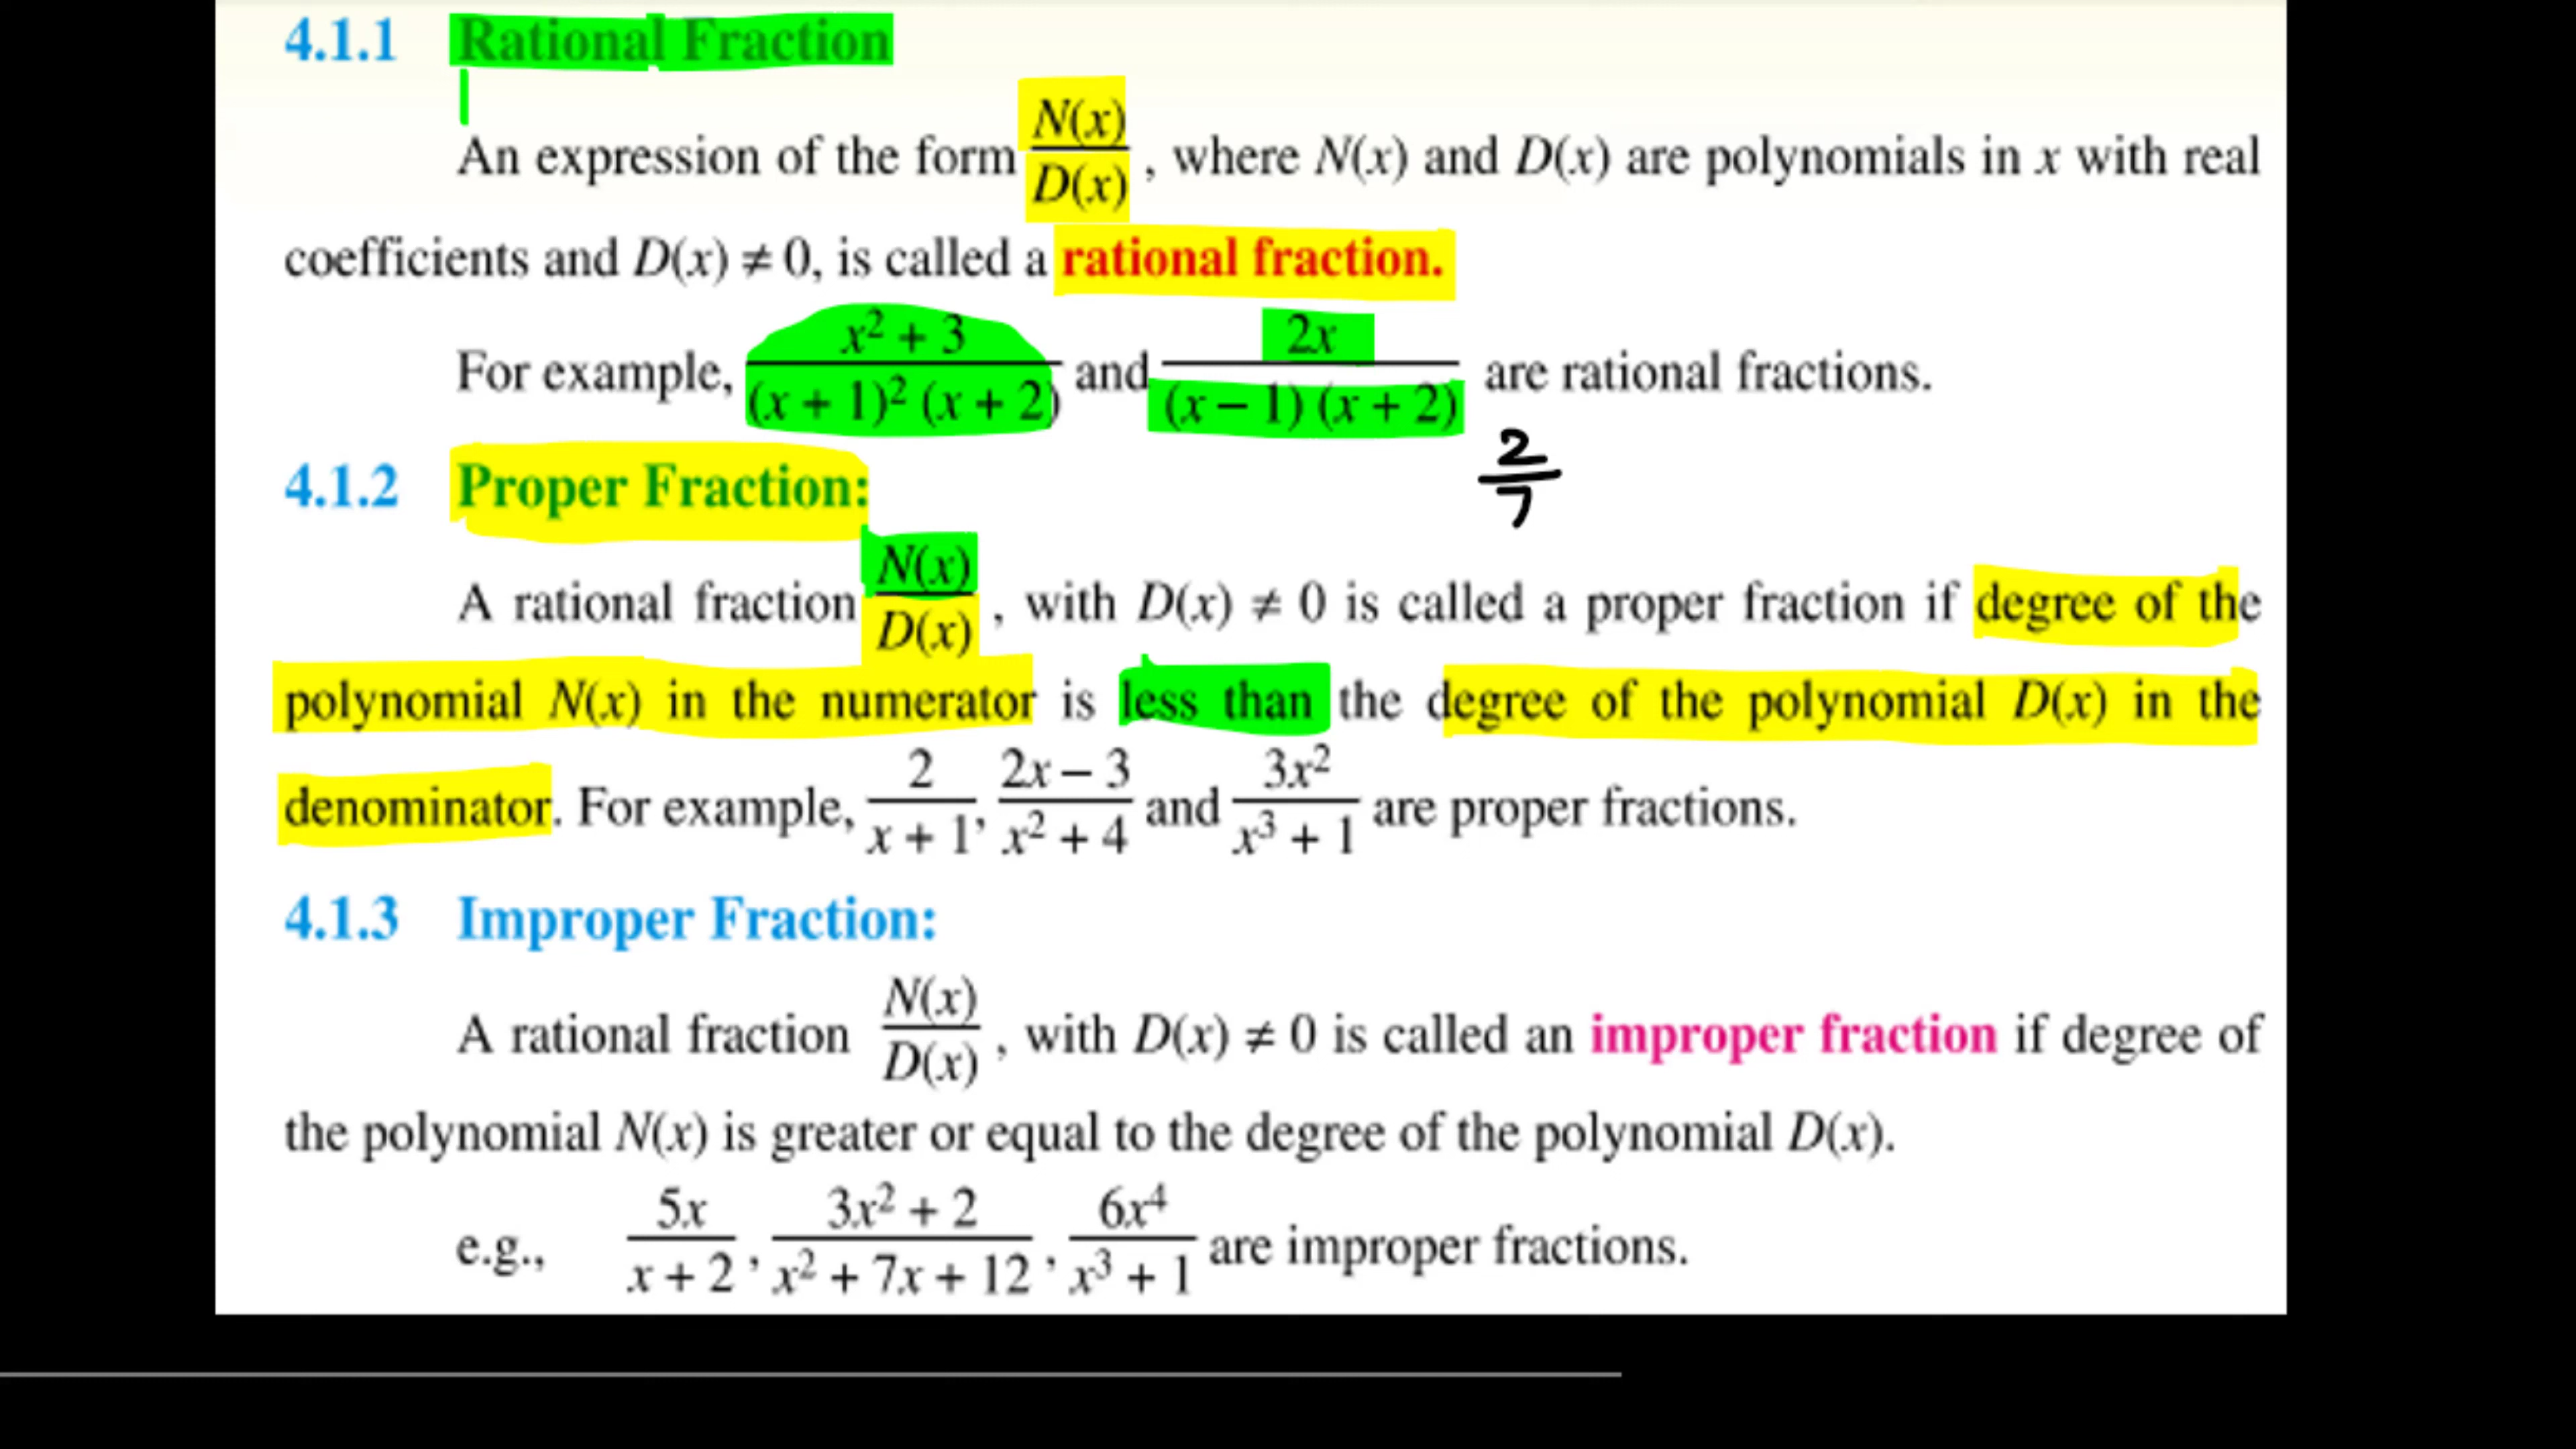 4.1.1 Rational Fraction
An expression of the form N(x)/D(x), where N(x) and D(x) are polynomials in x with real
coefficients and D(x) ≠ 0, is called a rational fraction.
For example, (x² + 3)/((x + 1)² (x + 2)) and 2x/((x – 1) (x + 2)) are rational fractions.
2/7
4.1.2 Proper Fraction:
A rational fraction N(x)/D(x), with D(x) ≠ 0 is called a proper fraction if degree of the
polynomial N(x) in the numerator is less than the degree of the polynomial D(x) in the
denominator. For example, 2/(x + 1), (2x – 3)/(x² + 4) and 3x²/(x³ + 1) are proper fractions.
4.1.3 Improper Fraction:
A rational fraction N(x)/D(x), with D(x) ≠ 0 is called an improper fraction if degree of
the polynomial N(x) is greater or equal to the degree of the polynomial D(x).
e.g., 5x/(x + 2), (3x² + 2)/(x² + 7x + 12), 6x⁴/(x³ + 1) are improper fractions.